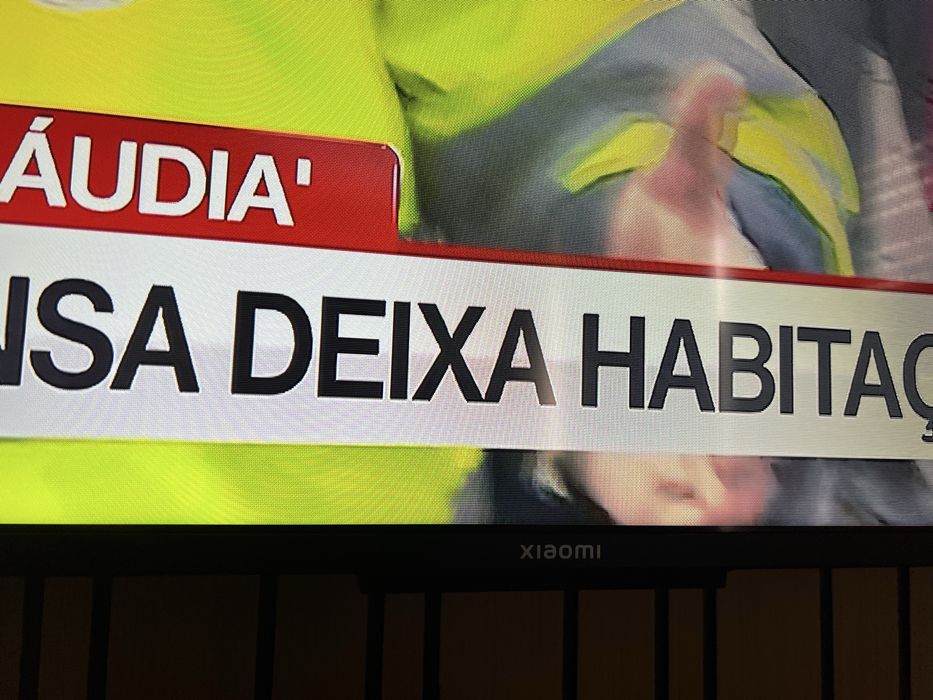 ÁUDIA'
NSA DEIXA HABITAÇ
xiaomi